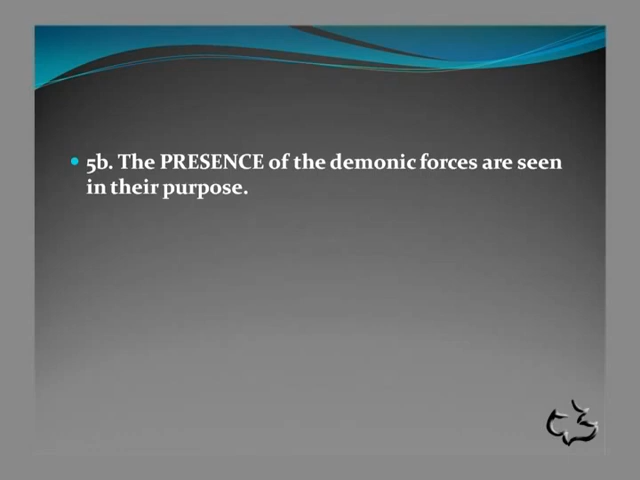 5b. The PRESENCE of the demonic forces are seen
in their purpose.